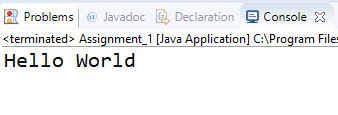 Problems @ Javadoc Declaration Console
<terminated> Assignment_1 [Java Application] C:\Program Files
Hello World